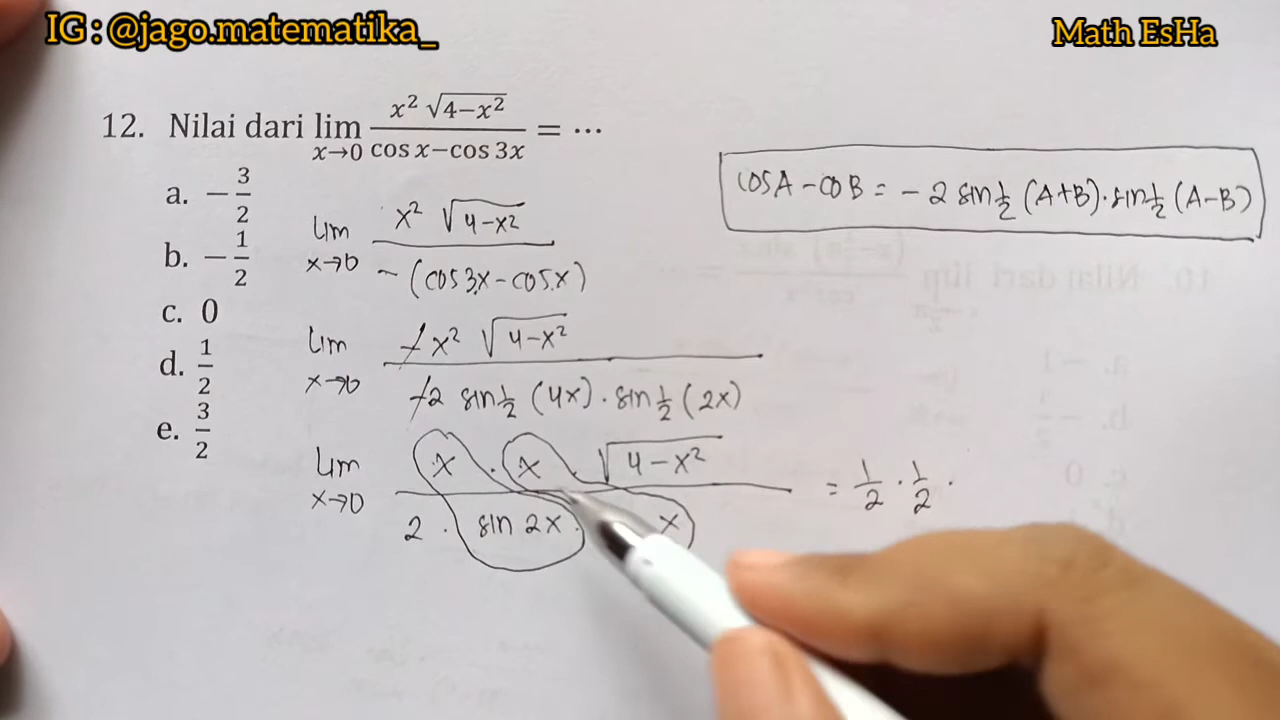 IG : @jago.matematika_
Math EsHa
12. Nilai dari lim x→0 x² √4−x² / cos x−cos 3x = ⋯
a. −3/2
b. −1/2
c. 0
d. 1/2
e. 3/2
cosA − cosB = − 2 sin ½ (A+B) . sin ½ (A−B)
lim x→0 x² √4−x² / −(cos 3x − cos x)
lim x→0 −x² √4−x² / −2 sin ½ (4x) . sin ½ (2x)
lim x→0 x . x . √4−x² / 2 . sin 2x . x = 1/2 . 1/2 .